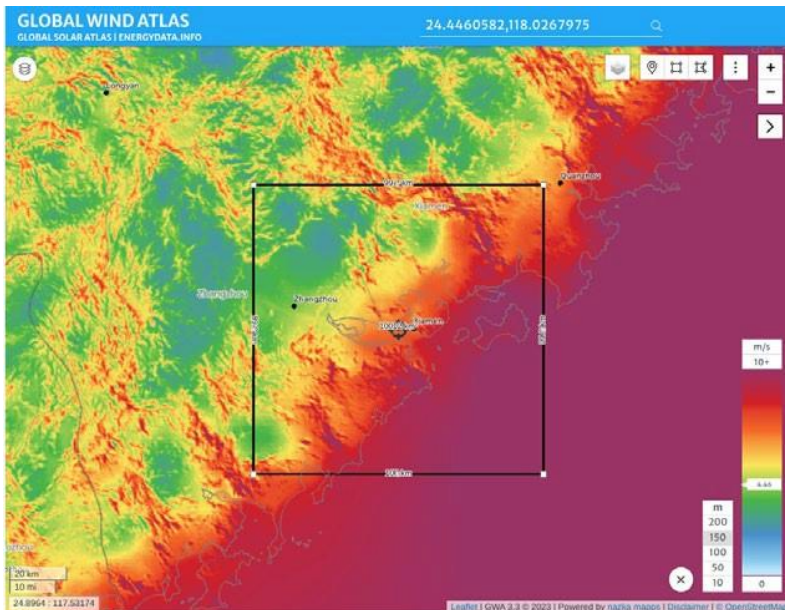 GLOBAL WIND ATLAS
GLOBAL SOLAR ATLAS | ENERGYDATA.INFO
24.4460582,118.0267975
Longyan
Quanzhou
Xiamen
Zhangzhou
Zhangzhou
Xiamen
m/s
10+
0
m
200
150
100
50
10
20 km
10 mi
24.8964 : 117.53174
Leaflet | GWA 3.3 © 2023 | Powered by nazka mapps | Disclaimer | © OpenStreetMap